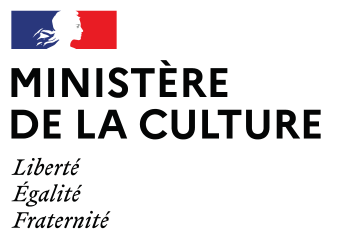 MINISTÈRE
DE LA CULTURE
Liberté
Égalité
Fraternité